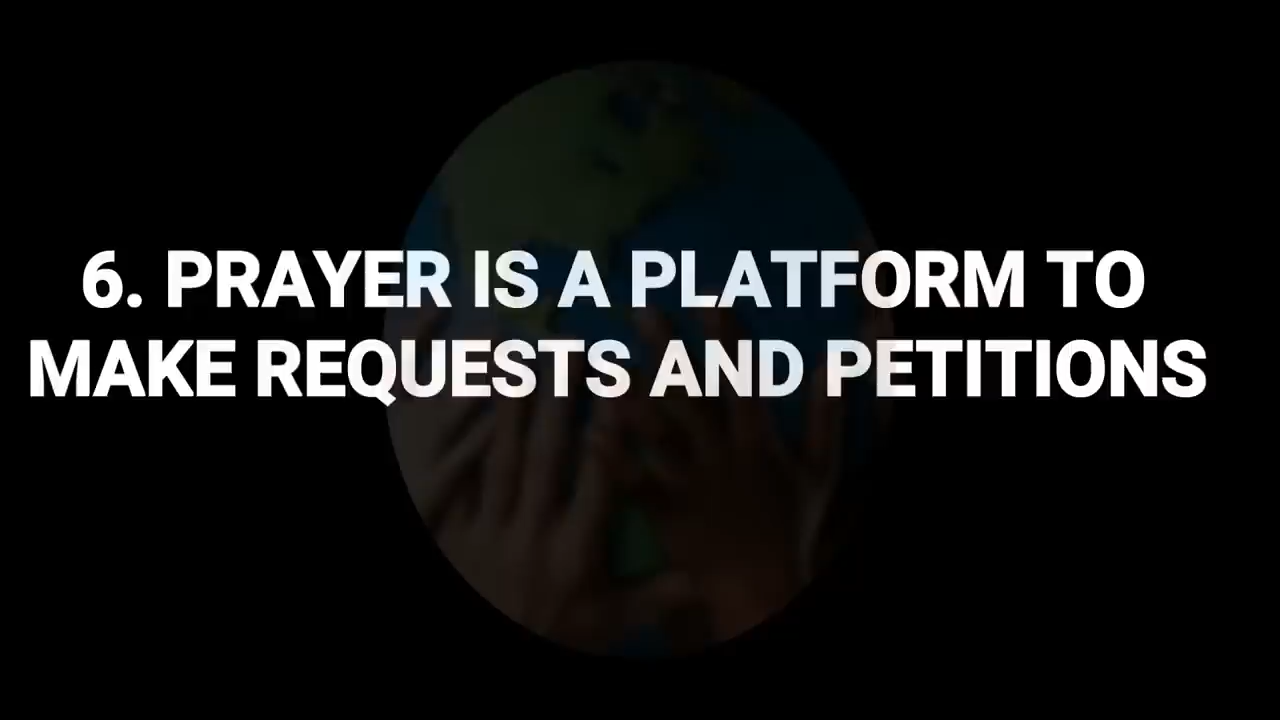 6. PRAYER IS A PLATFORM TO
MAKE REQUESTS AND PETITIONS